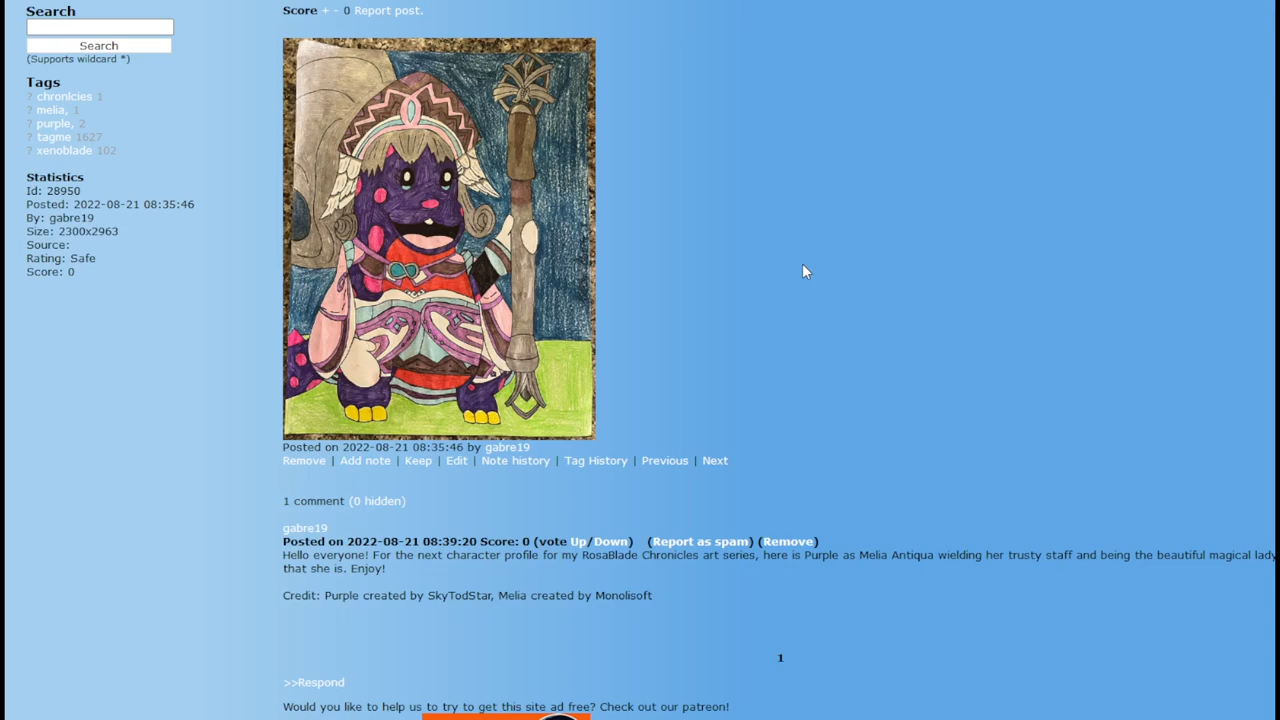 Search
Search
(Supports wildcard *)
Tags
? chronlcies 1
? melia, 1
? purple, 2
? tagme 1627
? xenoblade 102
Statistics
Id: 28950
Posted: 2022-08-21 08:35:46
By: gabre19
Size: 2300x2963
Source:
Rating: Safe
Score: 0
Score + - 0 Report post.
Posted on 2022-08-21 08:35:46 by gabre19
Remove | Add note | Keep | Edit | Note history | Tag History | Previous | Next
1 comment (0 hidden)
gabre19
Posted on 2022-08-21 08:39:20 Score: 0 (vote Up/Down) (Report as spam) (Remove)
Hello everyone! For the next character profile for my RosaBlade Chronicles art series, here is Purple as Melia Antiqua wielding her trusty staff and being the beautiful magical lady
that she is. Enjoy!
Credit: Purple created by SkyTodStar, Melia created by Monolisoft
1
>>Respond
Would you like to help us to try to get this site ad free? Check out our patreon!